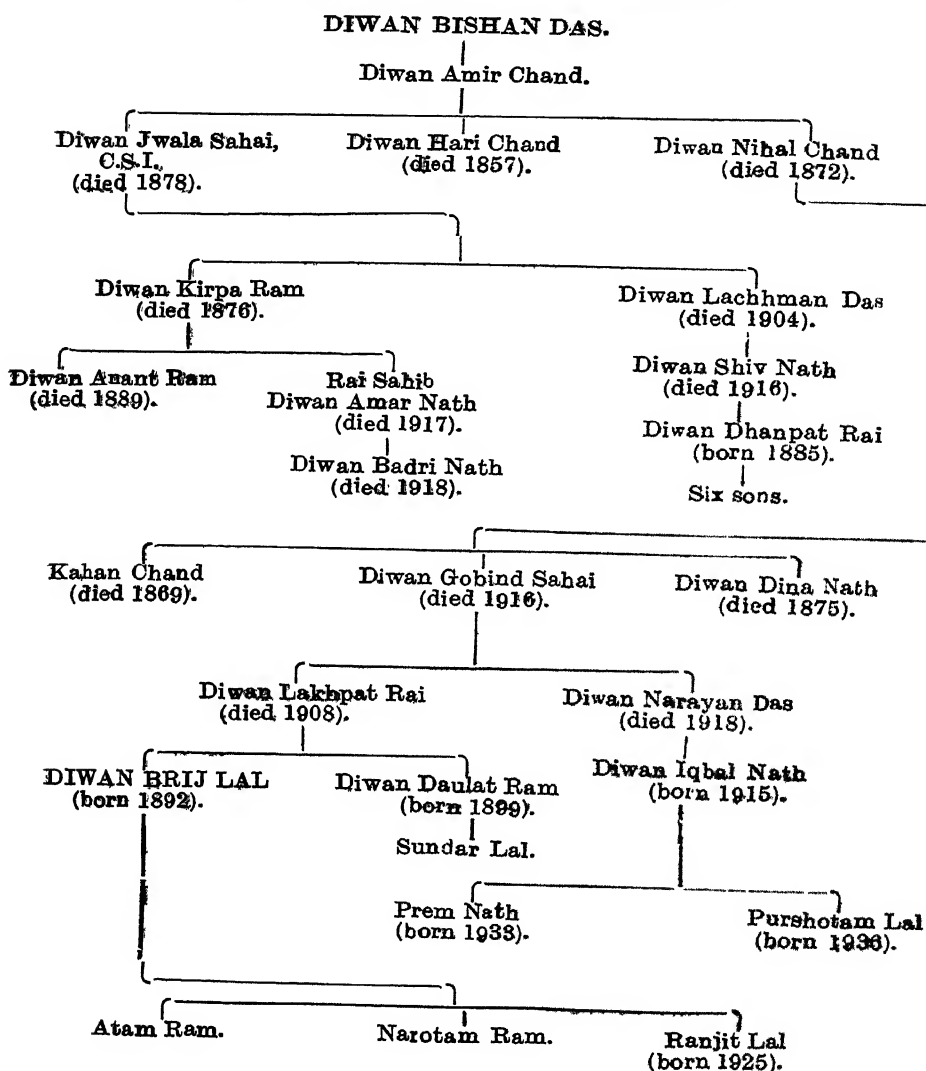 DIWAN BISHAN DAS.
Diwan Amir Chand.
Diwan Jwala Sahai,
C.S.I.,
(died 1878).
Diwan Hari Chand
(died 1857).
Diwan Nihal Chand
(died 1872).
Diwan Kirpa Ram
(died 1876).
Diwan Lachhman Das
(died 1904).
Diwan Anant Ram
(died 1889).
Rai Sahib
Diwan Amar Nath
(died 1917).
Diwan Badri Nath
(died 1918).
Diwan Shiv Nath
(died 1916).
Diwan Dhanpat Rai
(born 1885).
Six sons.
Kahan Chand
(died 1869).
Diwan Gobind Sahai
(died 1916).
Diwan Dina Nath
(died 1875).
Diwan Lakhpat Rai
(died 1908).
Diwan Narayan Das
(died 1918).
DIWAN BRIJ LAL
(born 1892).
Diwan Daulat Ram
(born 1899).
Sundar Lal.
Diwan Iqbal Nath
(born 1915).
Prem Nath
(born 1933).
Purshotam Lal
(born 1936).
Atam Ram.
Narotam Ram.
Ranjit Lal
(born 1925).